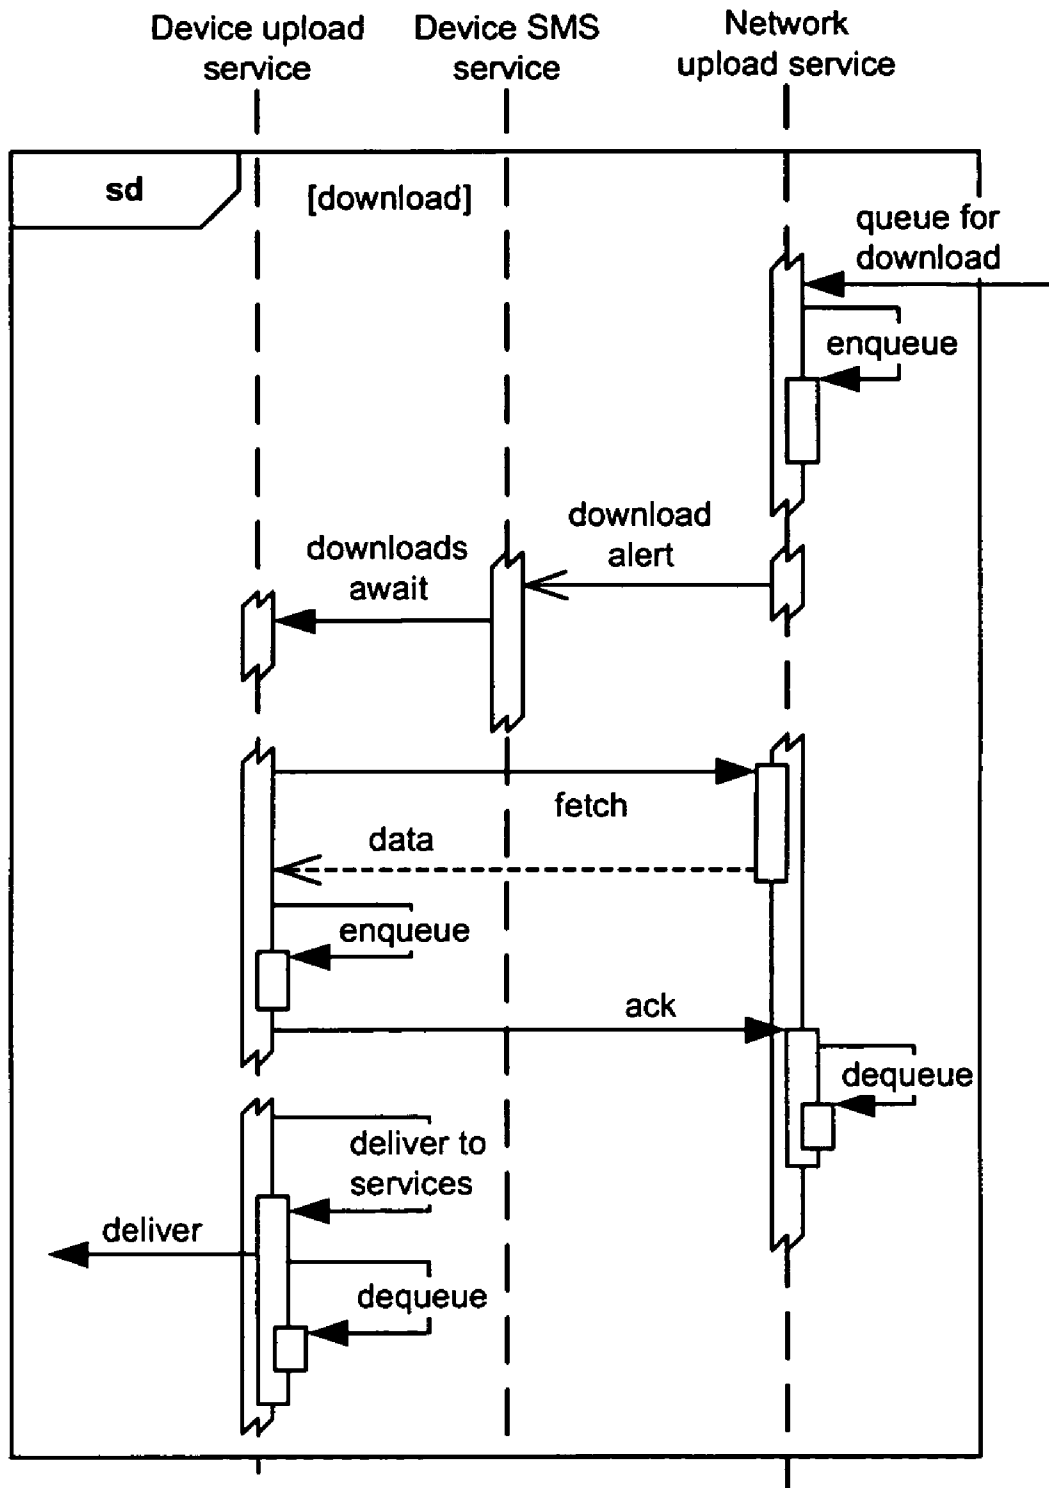 Device upload
service
Device SMS
service
Network
upload service
sd
[download]
queue for
download
enqueue
download
alert
downloads
await
fetch
data
enqueue
ack
dequeue
deliver to
services
deliver
dequeue